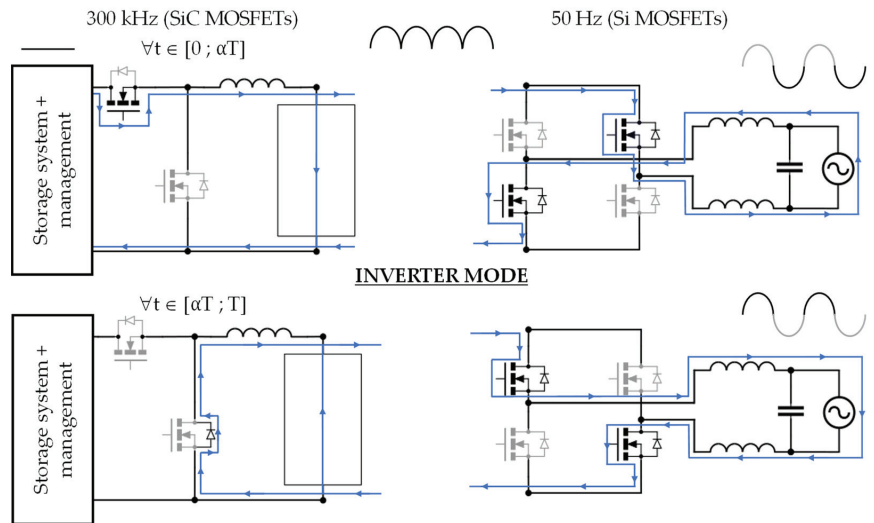 300 kHz (SiC MOSFETs)
50 Hz (Si MOSFETs)
∀t ∈ [0 ; αT]
Storage system +
management
INVERTER MODE
∀t ∈ [αT ; T]
Storage system +
management